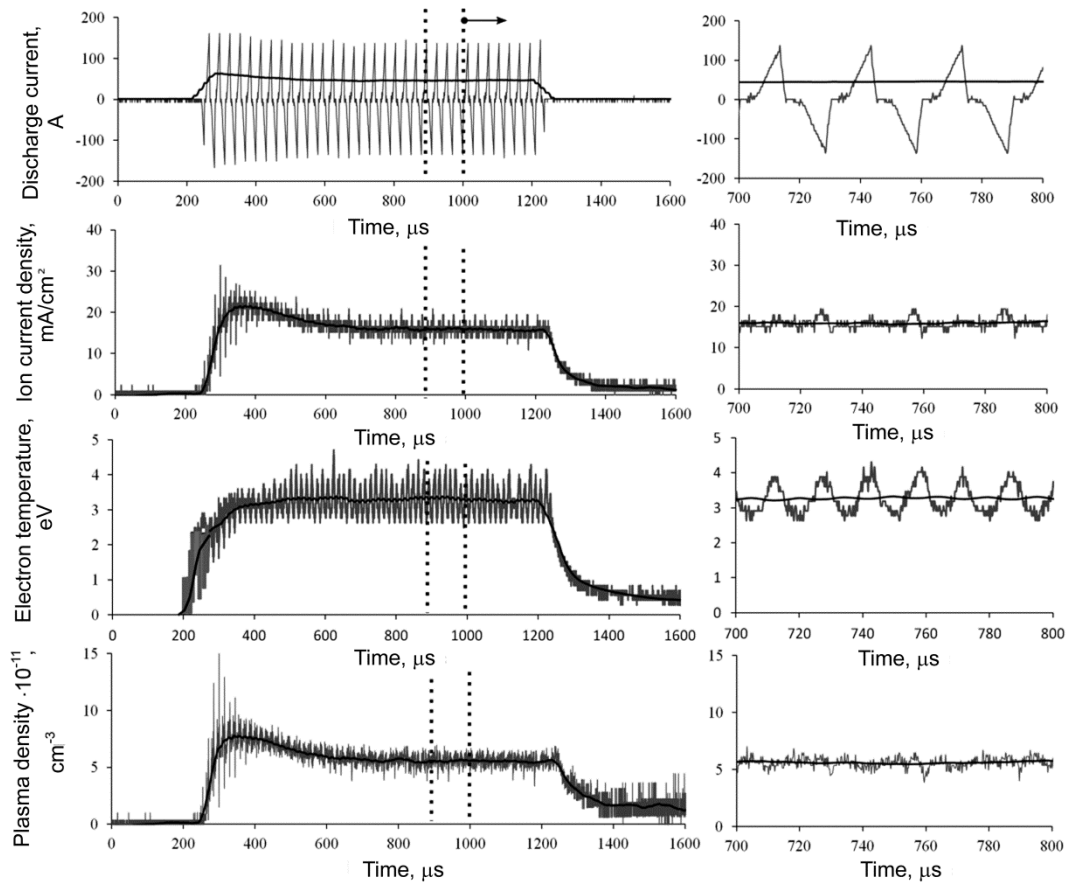 Discharge current,
A
200
100
0
-100
-200
0 200 400 600 800 1000 1200 1400 1600
Time, μs
200
100
0
-100
-200
700 720 740 760 780 800
Time, μs
Ion current density,
mA/cm²
40
30
20
10
0
0 200 400 600 800 1000 1200 1400 1600
Time, μs
40
30
20
10
0
700 720 740 760 780 800
Time, μs
Electron temperature,
eV
5
4
3
2
1
0
0 200 400 600 800 1000 1200 1400 1600
Time, μs
5
4
3
2
1
0
700 720 740 760 780 800
Time, μs
Plasma density ·10⁻¹¹,
cm⁻³
15
10
5
0
0 200 400 600 800 1000 1200 1400 1600
Time, μs
15
10
5
0
700 720 740 760 780 800
Time, μs